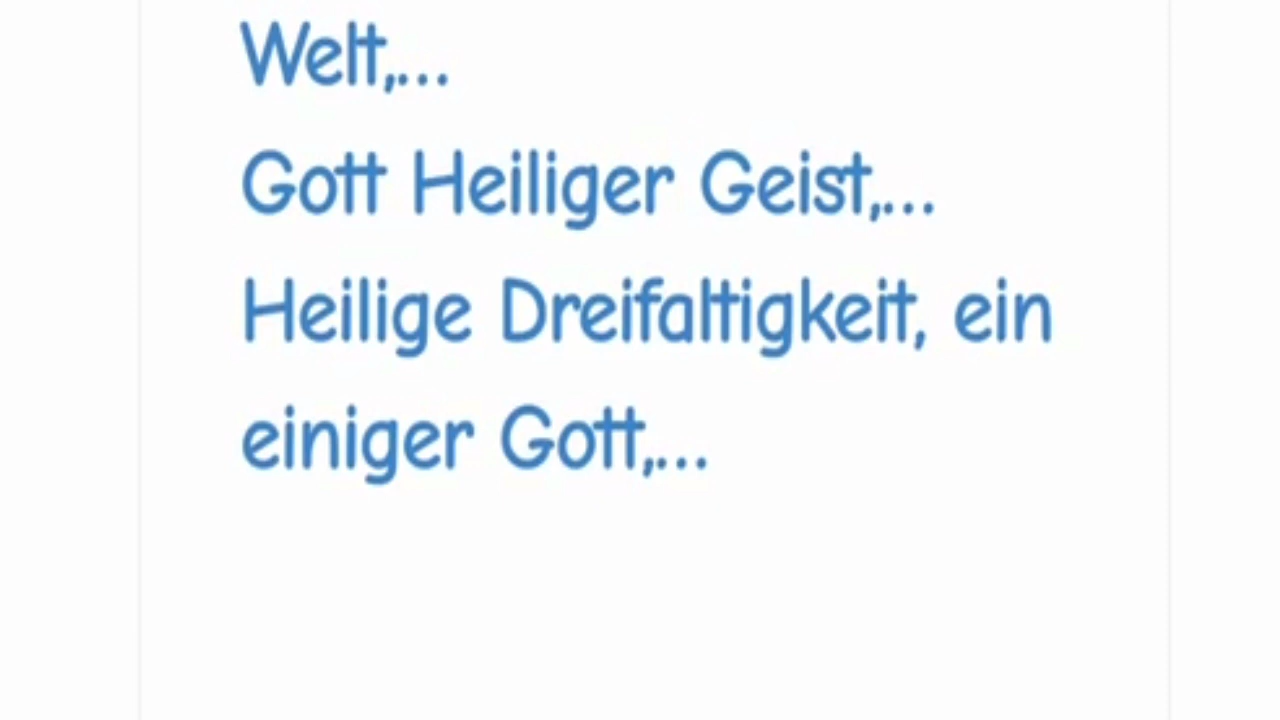 Welt,...
Gott Heiliger Geist,...
Heilige Dreifaltigkeit, ein
einiger Gott,...